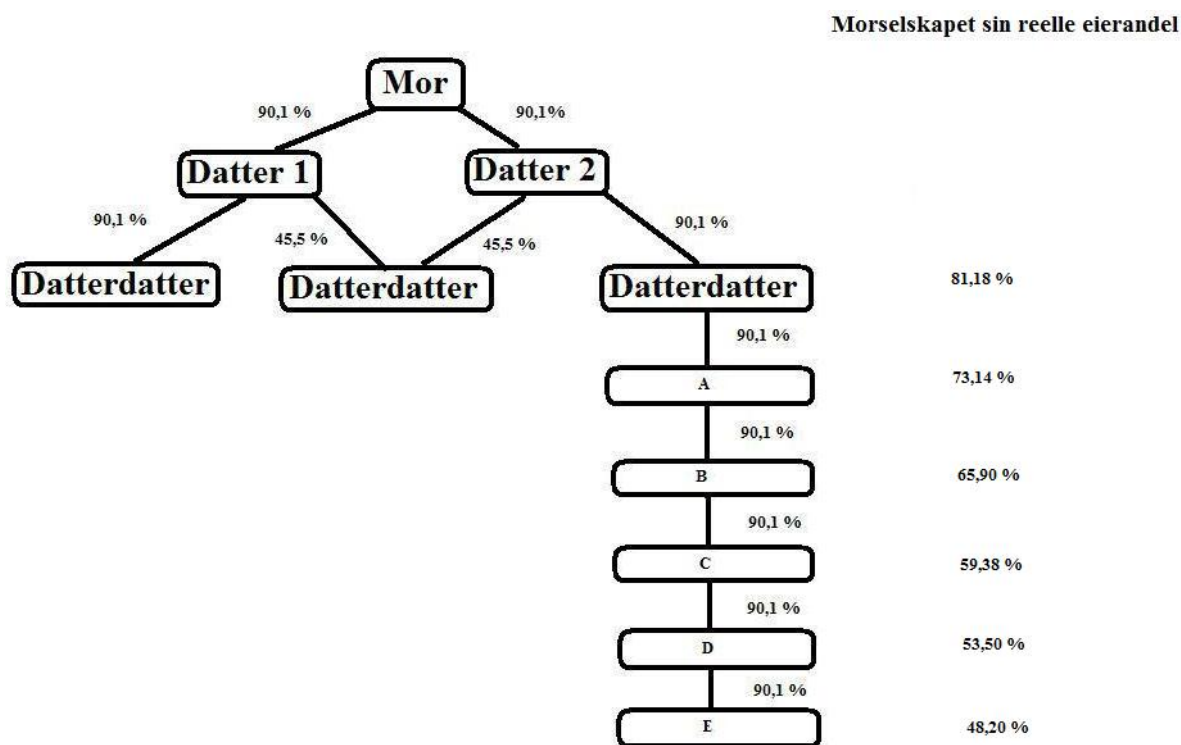 Morselskapet sin reelle eierandel
Mor
90,1 %
90,1%
Datter 1
Datter 2
90,1 %
45,5 %
45,5 %
90,1 %
Datterdatter
Datterdatter
Datterdatter
81,18 %
90,1 %
A
73,14 %
90,1 %
B
65,90 %
90,1 %
C
59,38 %
90,1 %
D
53,50 %
90,1 %
E
48,20 %